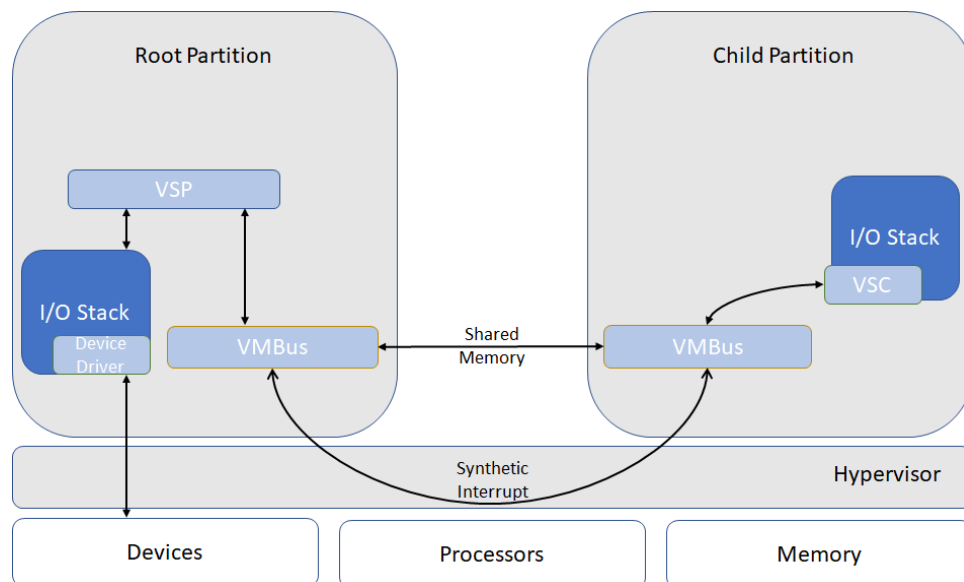 Root Partition
Child Partition
VSP
I/O Stack
I/O Stack
VSC
Device
Driver
VMBus
Shared
Memory
VMBus
Synthetic
Interrupt
Hypervisor
Devices
Processors
Memory